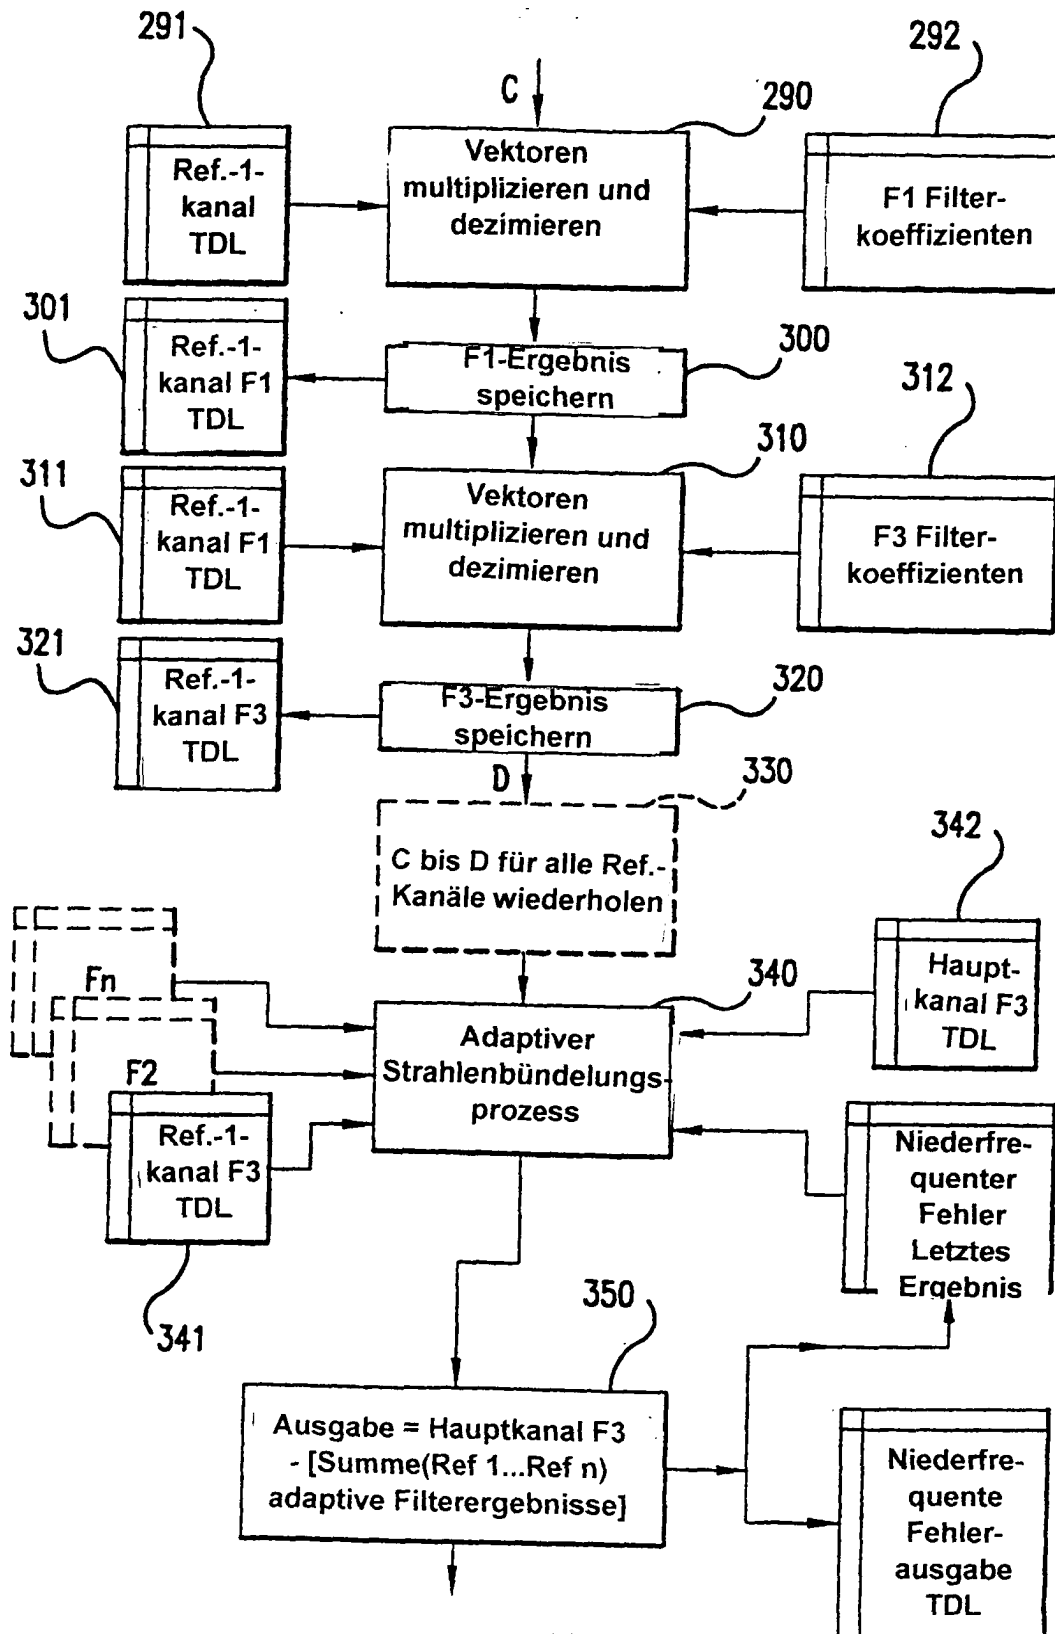 291
292
C
290
Ref.-1-
kanal
TDL
Vektoren
multiplizieren und
dezimieren
F1 Filter-
koeffizienten
301
Ref.-1-
kanal F1
TDL
F1-Ergebnis
speichern
300
312
311
310
Ref.-1-
kanal F1
TDL
Vektoren
multiplizieren und
dezimieren
F3 Filter-
koeffizienten
321
Ref.-1-
kanal F3
TDL
F3-Ergebnis
speichern
320
D
330
C bis D für alle Ref.-
Kanäle wiederholen
342
Haupt-
kanal F3
TDL
Fn
340
Adaptiver
Strahlenbündelungs-
prozess
F2
Ref.-1-
kanal F3
TDL
341
Niederfre-
quenter
Fehler
Letztes
Ergebnis
350
Ausgabe = Hauptkanal F3
- [Summe(Ref 1...Ref n)
adaptive Filterergebnisse]
Niederfre-
quente
Fehler-
ausgabe
TDL